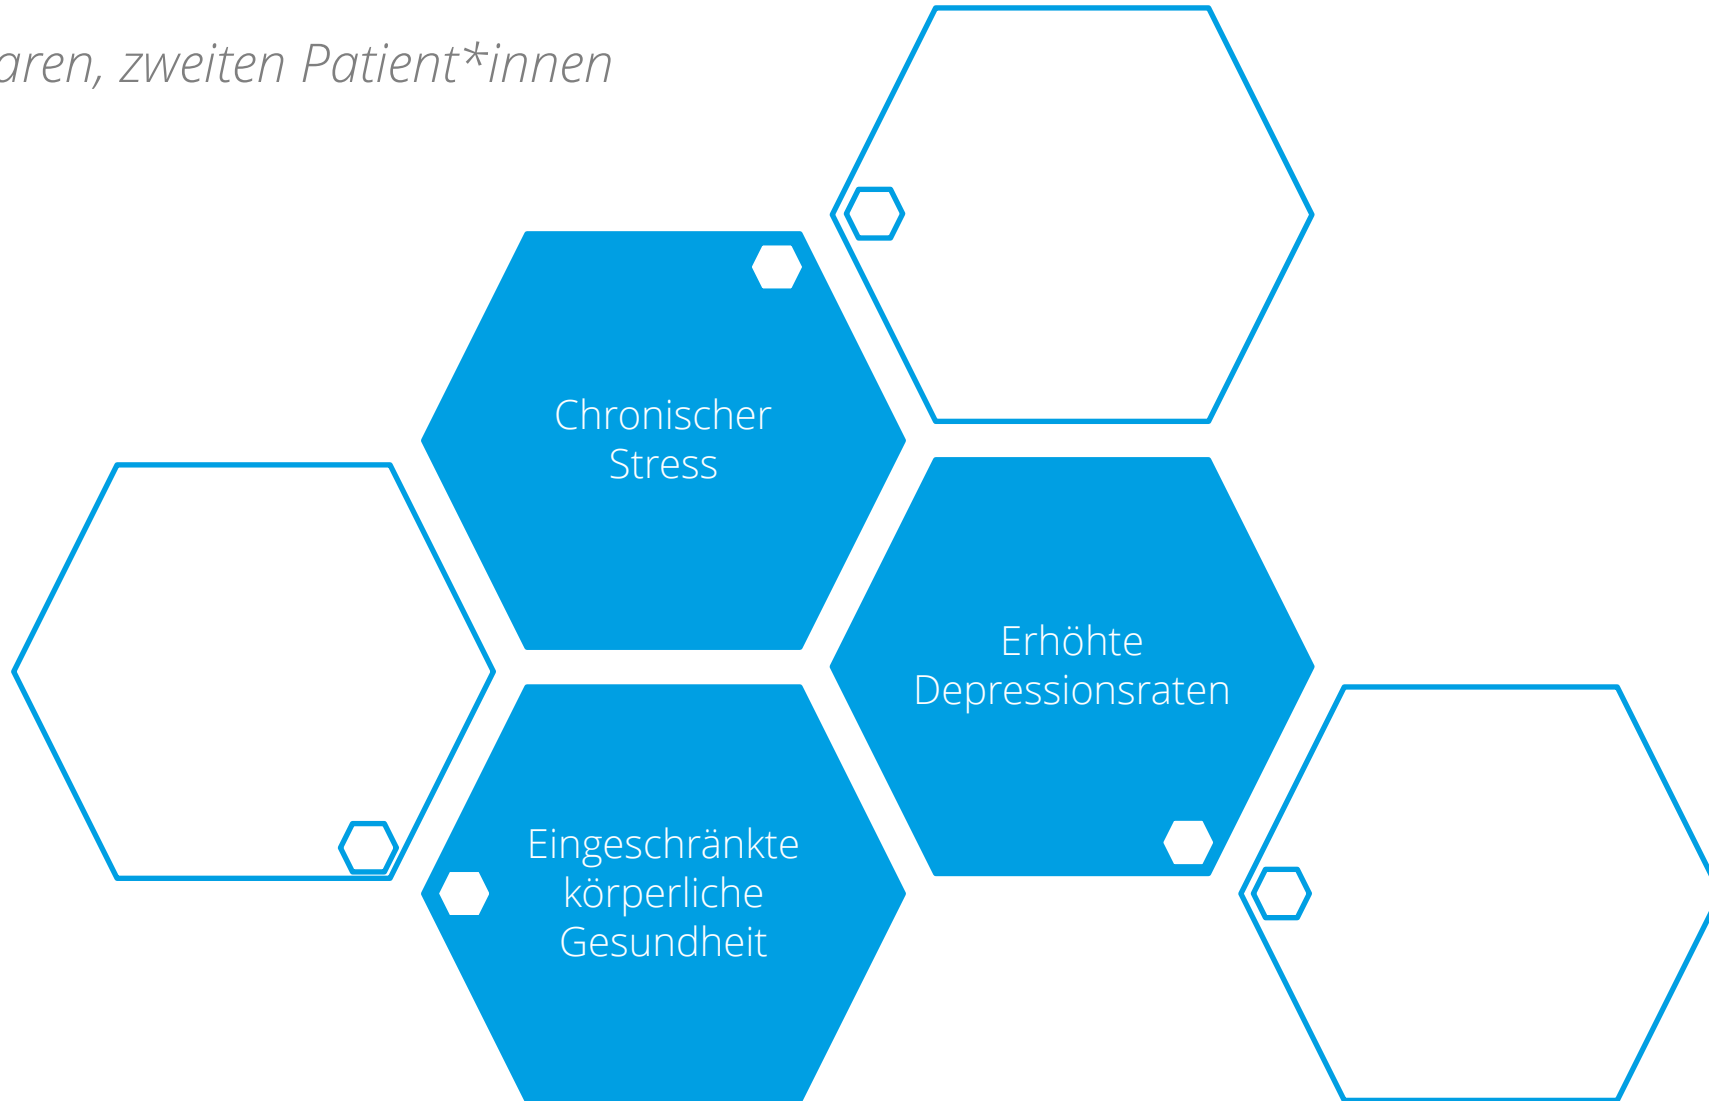 aren, zweiten Patient*innen
Chronischer
Stress
Erhöhte
Depressionsraten
Eingeschränkte
körperliche
Gesundheit